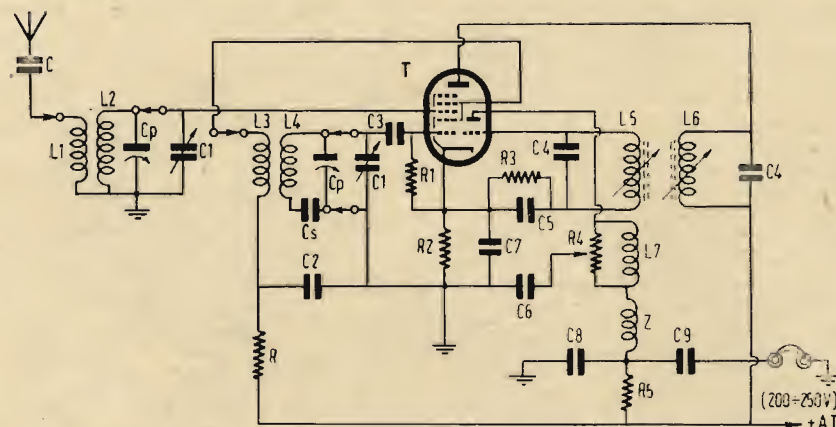 C
L1
L2
Cp
C1
L3
L4
Cp
Cs
C1
C3
T
R1
R2
R3
C4
C5
C7
C2
C6
R4
L5
L6
C4
L7
Z
R
C8
C9
R5
(200÷250V)
+AT